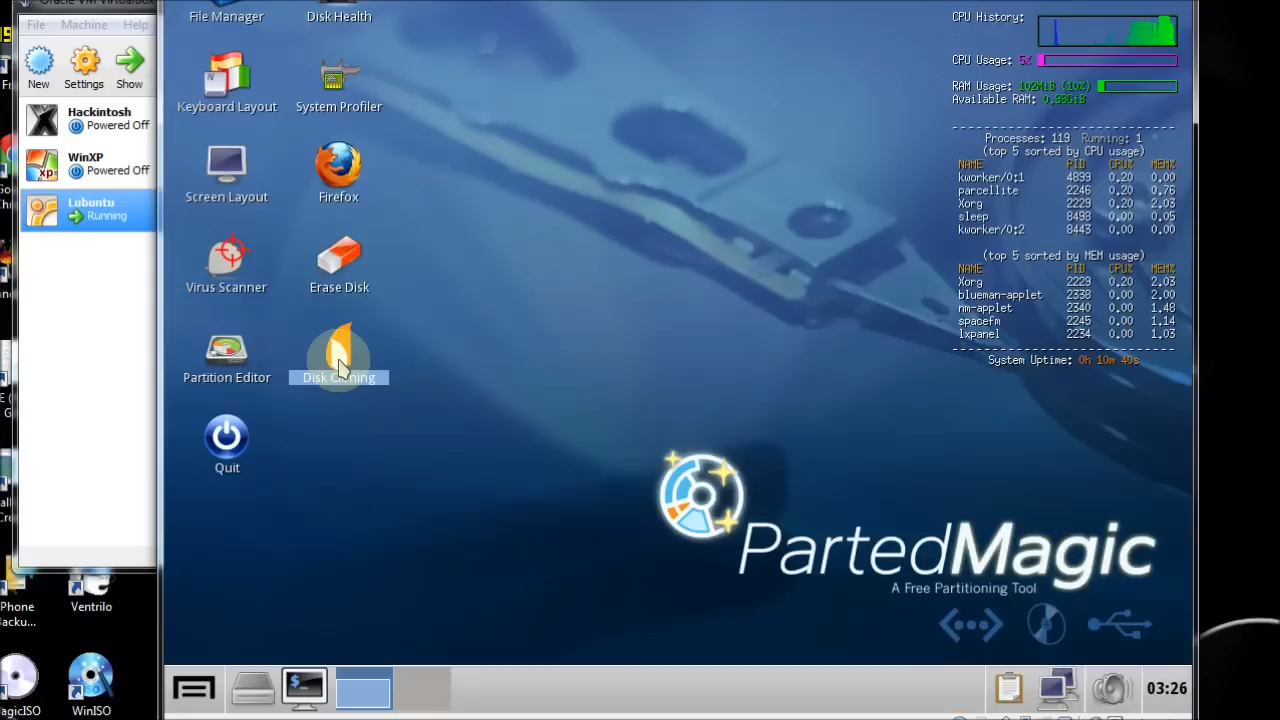 Oracle VM VirtualBox
File Machine Help
New Settings Show
Hackintosh
Powered Off
WinXP
Powered Off
Lubuntu
Running
Ventrilo
Phone
Backu...
WinISO
File Manager
Disk Health
Keyboard Layout
System Profiler
Screen Layout
Firefox
Virus Scanner
Erase Disk
Partition Editor
Disk Cloning
Quit
CPU History:
CPU Usage: 5%
RAM Usage: 102MiB (10%)
Available RAM: 0.99GiB
Processes: 119 Running: 1
(top 5 sorted by CPU usage)
NAME PID CPU% MEM%
kworker/0:1 4899 0.20 0.00
parcellite 2246 0.20 0.76
Xorg 2229 0.20 2.03
sleep 8498 0.00 0.05
kworker/0:2 8443 0.00 0.00
(top 5 sorted by MEM usage)
NAME PID CPU% MEM%
Xorg 2229 0.20 2.03
blueman-applet 2338 0.00 2.00
nm-applet 2340 0.00 1.48
spacefm 2245 0.00 1.14
lxpanel 2234 0.00 1.03
System Uptime: 0h 10m 40s
PartedMagic
A Free Partitioning Tool
03:26